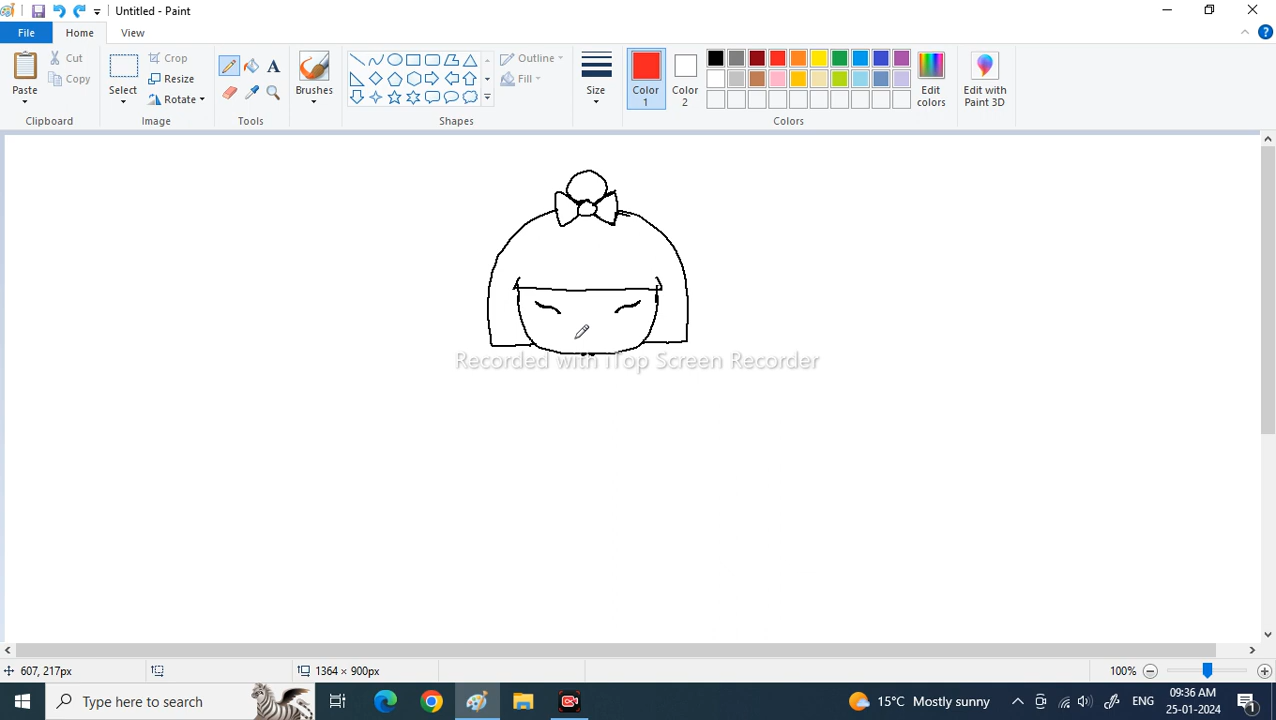 Untitled - Paint
File Home View
Paste
Cut
Copy
Clipboard
Select
Crop
Resize
Rotate
Image
Tools
Brushes
Shapes
Outline
Fill
Size
Color 1
Color 2
Edit colors
Colors
Edit with Paint 3D
Recorded with iTop Screen Recorder
607, 217px
1364 × 900px
100%
Type here to search
15°C Mostly sunny
ENG
09:36 AM
25-01-2024
1